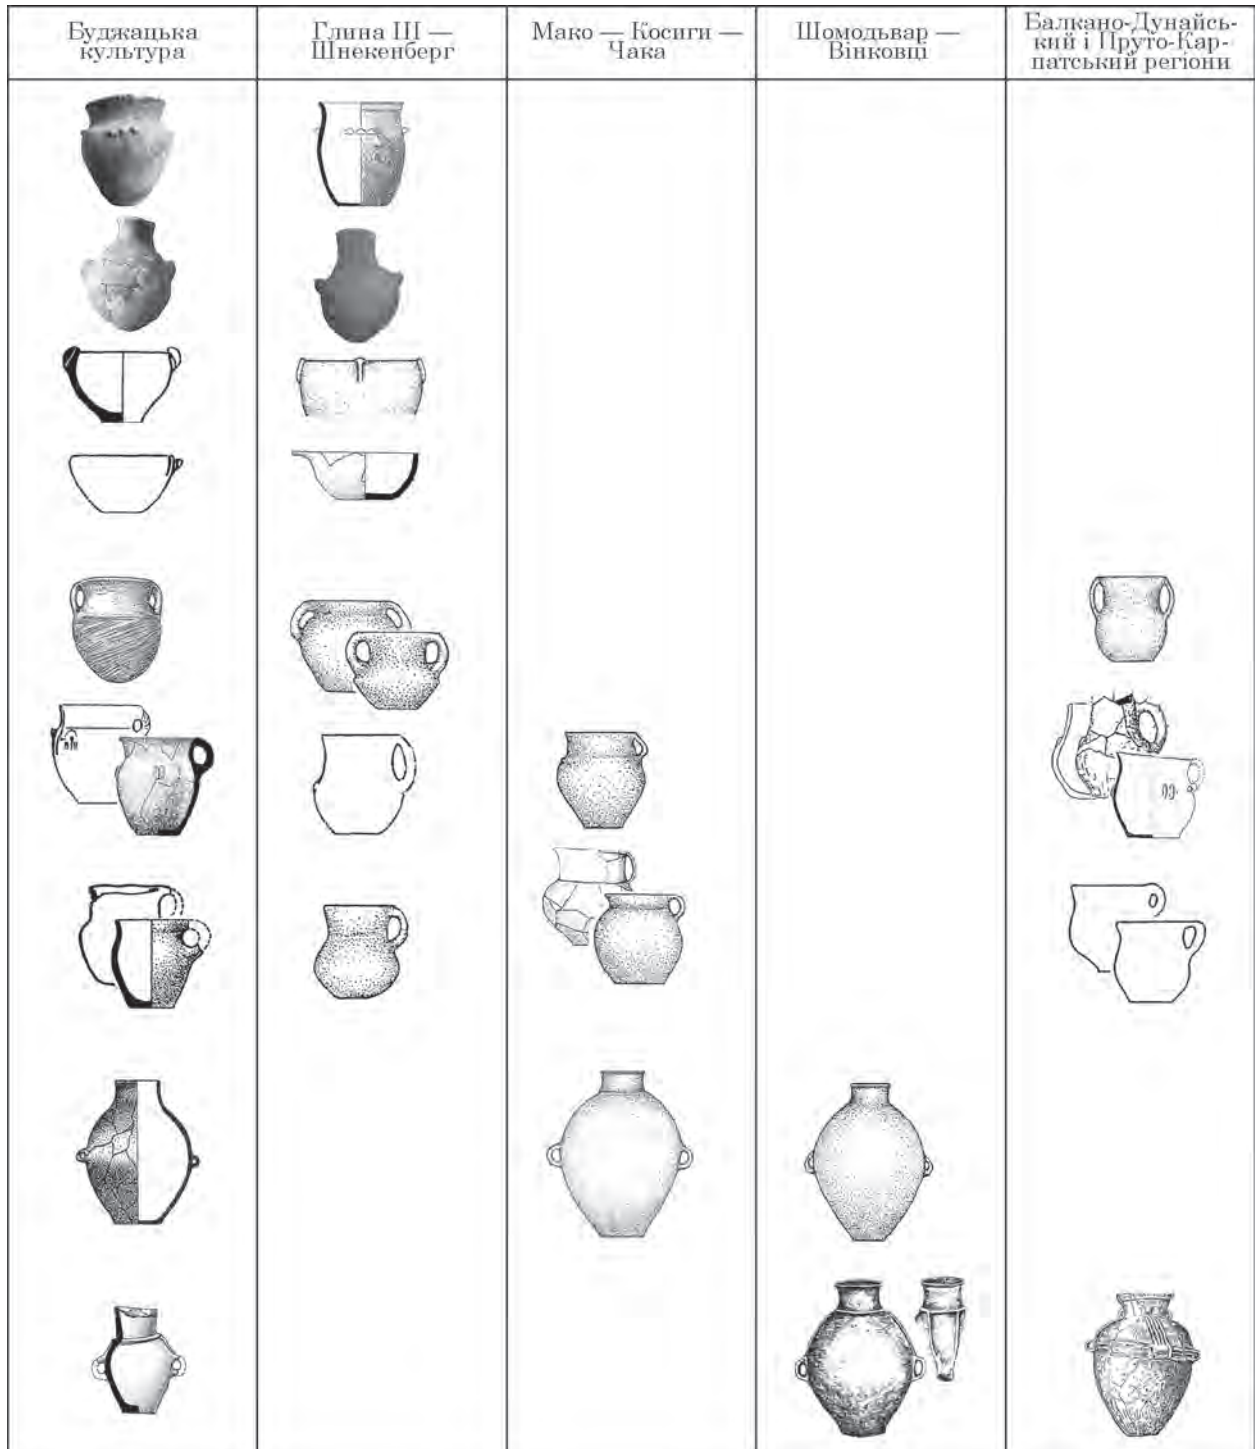 Буджацька
культура
Глина III —
Шнекенберг
Мако — Косиги —
Чака
Шомодьвар —
Вінковці
Балкано-Дунайсь-
кий і Пруто-Кар-
патський регіони